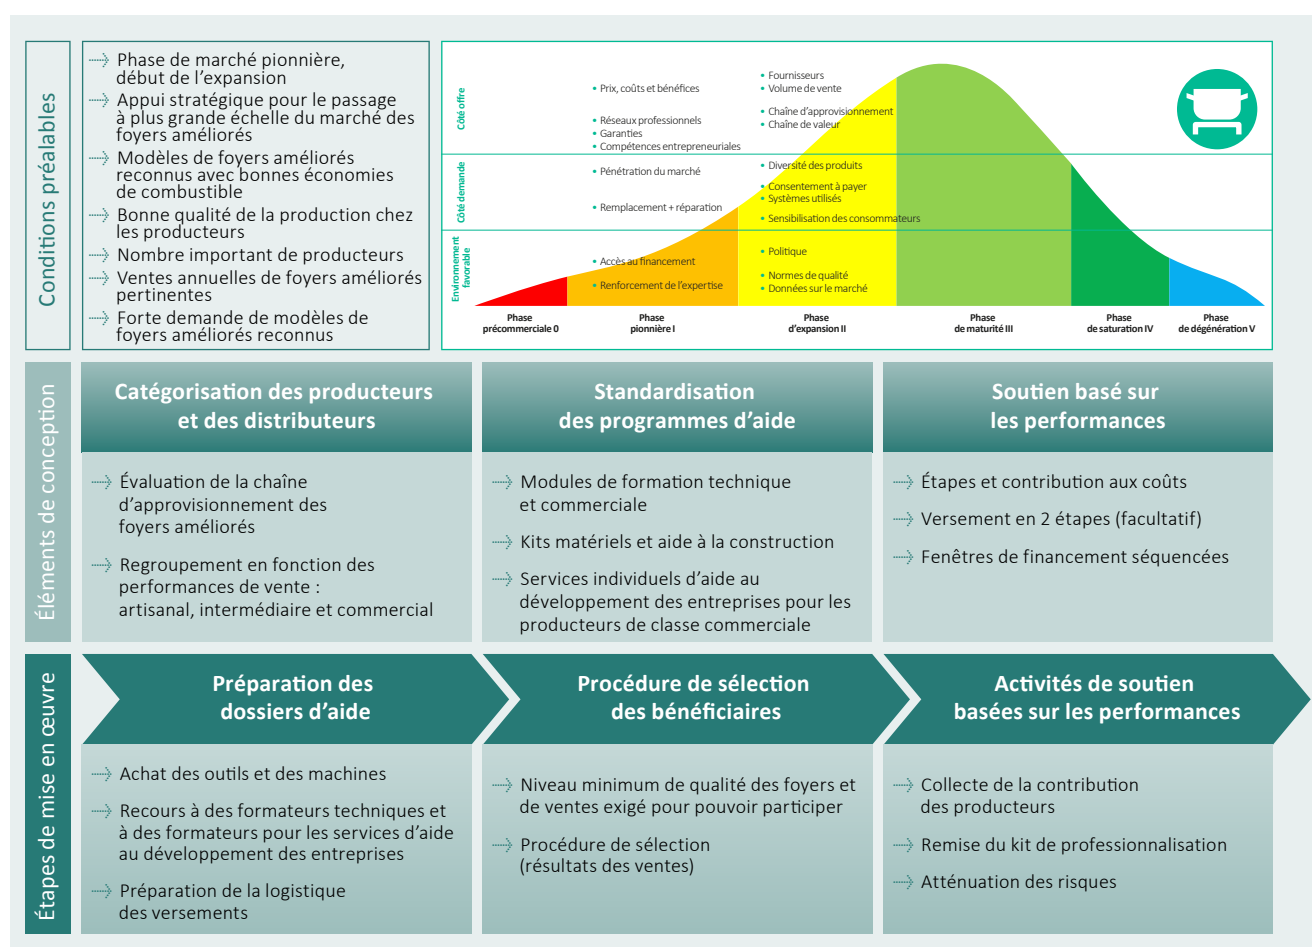 Conditions préalables
Phase de marché pionnière,
début de l'expansion
Appui stratégique pour le passage
à plus grande échelle du marché des
foyers améliorés
Modèles de foyers améliorés
reconnus avec bonnes économies
de combustible
Bonne qualité de la production chez
les producteurs
Nombre important de producteurs
Ventes annuelles de foyers améliorés
pertinentes
Forte demande de modèles de
foyers améliorés reconnus
Côté offre
• Prix, coûts et bénéfices
• Réseaux professionnels
• Garanties
• Compétences entrepreneuriales
• Fournisseurs
• Volume de vente
• Chaîne d'approvisionnement
• Chaîne de valeur
Côté demande
• Pénétration du marché
• Remplacement + réparation
• Diversité des produits
• Consentement à payer
• Systèmes utilisés
• Sensibilisation des consommateurs
Environnement
favorable
• Accès au financement
• Renforcement de l'expertise
• Politique
• Normes de qualité
• Données sur le marché
Phase
précommerciale 0
Phase
pionnière I
Phase
d'expansion II
Phase
de maturité III
Phase
de saturation IV
Phase
de dégénération V
Éléments de conception
Catégorisation des producteurs
et des distributeurs
Évaluation de la chaîne
d'approvisionnement des
foyers améliorés
Regroupement en fonction des
performances de vente :
artisanal, intermédiaire et commercial
Standardisation
des programmes d'aide
Modules de formation technique
et commerciale
Kits matériels et aide à la construction
Services individuels d'aide au
développement des entreprises pour les
producteurs de classe commerciale
Soutien basé sur
les performances
Étapes et contribution aux coûts
Versement en 2 étapes (facultatif)
Fenêtres de financement séquencées
Étapes de mise en œuvre
Préparation des
dossiers d'aide
Achat des outils et des machines
Recours à des formateurs techniques et
à des formateurs pour les services d'aide
au développement des entreprises
Préparation de la logistique
des versements
Procédure de sélection
des bénéficiaires
Niveau minimum de qualité des foyers et
de ventes exigé pour pouvoir participer
Procédure de sélection
(résultats des ventes)
Activités de soutien
basées sur les performances
Collecte de la contribution
des producteurs
Remise du kit de professionnalisation
Atténuation des risques